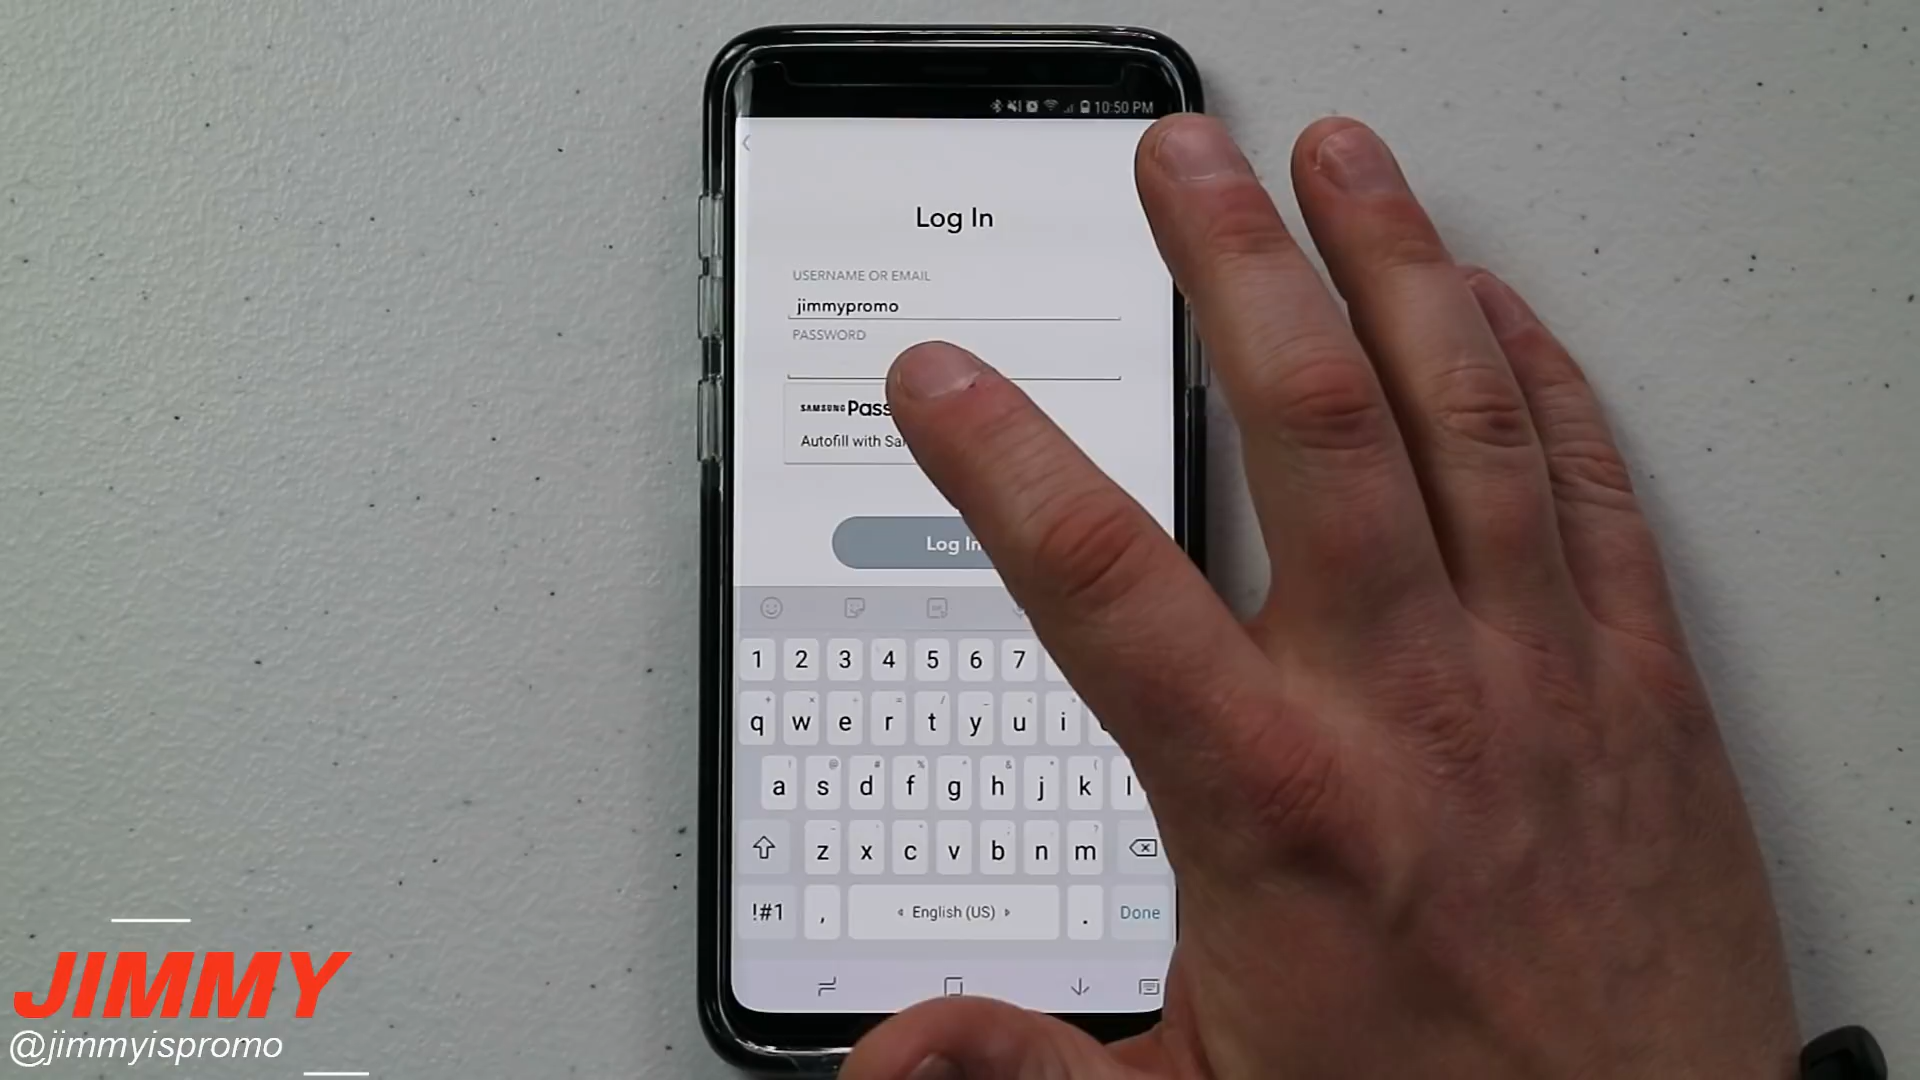 10:50 PM
Log In
USERNAME OR EMAIL
jimmypromo
PASSWORD
SAMSUNG Pass
Autofill with Sa
Log In
1 2 3 4 5 6 7
q w e r t y u i
a s d f g h j k l
z x c v b n m
!#1 , English (US) . Done
JIMMY
@jimmyispromo